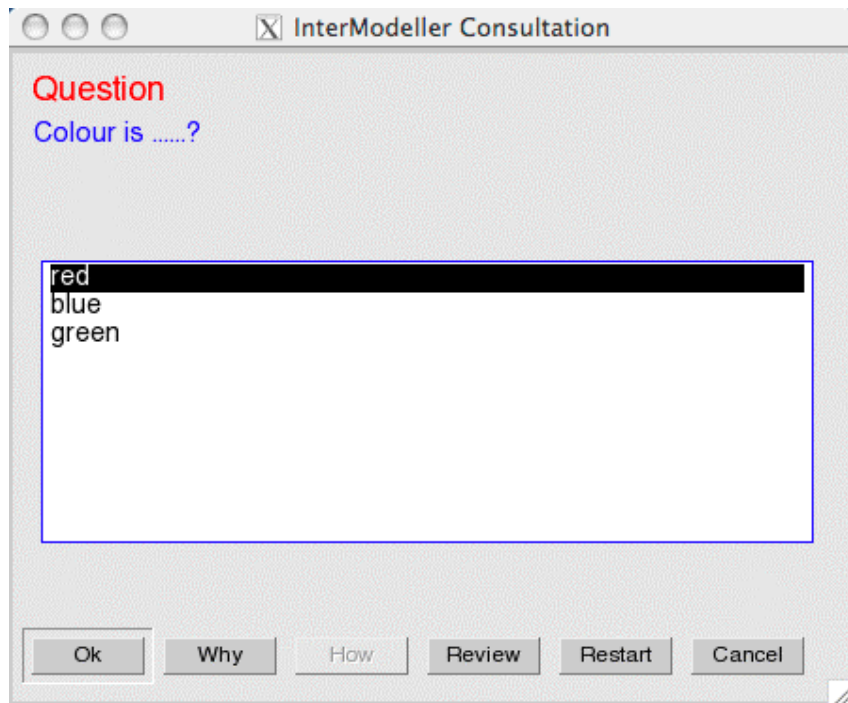 InterModeller Consultation
Question
Colour is ......?
red
blue
green
Ok Why How Review Restart Cancel